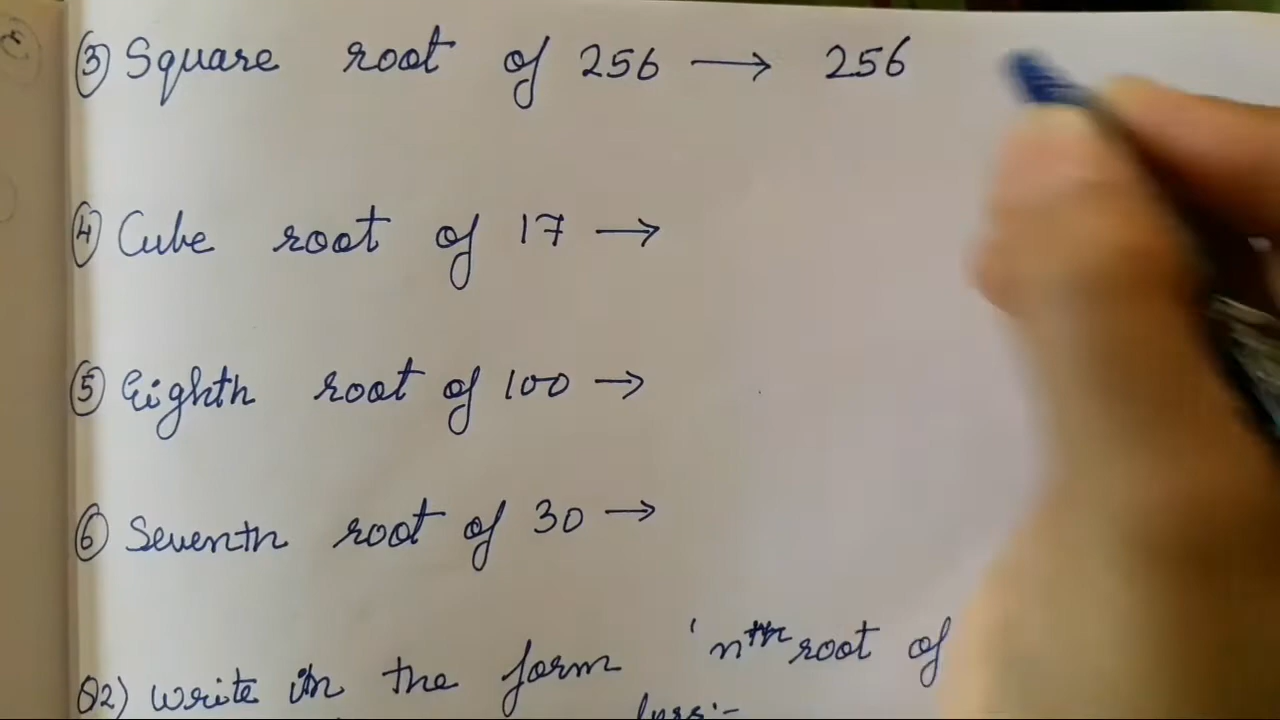 ③ Square root of 256 → 256
④ Cube root of 17 →
⑤ Eighth root of 100 →
⑥ Seventh root of 30 →
Q2) Write in the form 'nth root of